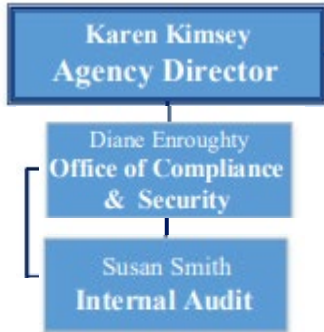 Karen Kimsey
Agency Director
Diane Enroughty
Office of Compliance
& Security
Susan Smith
Internal Audit